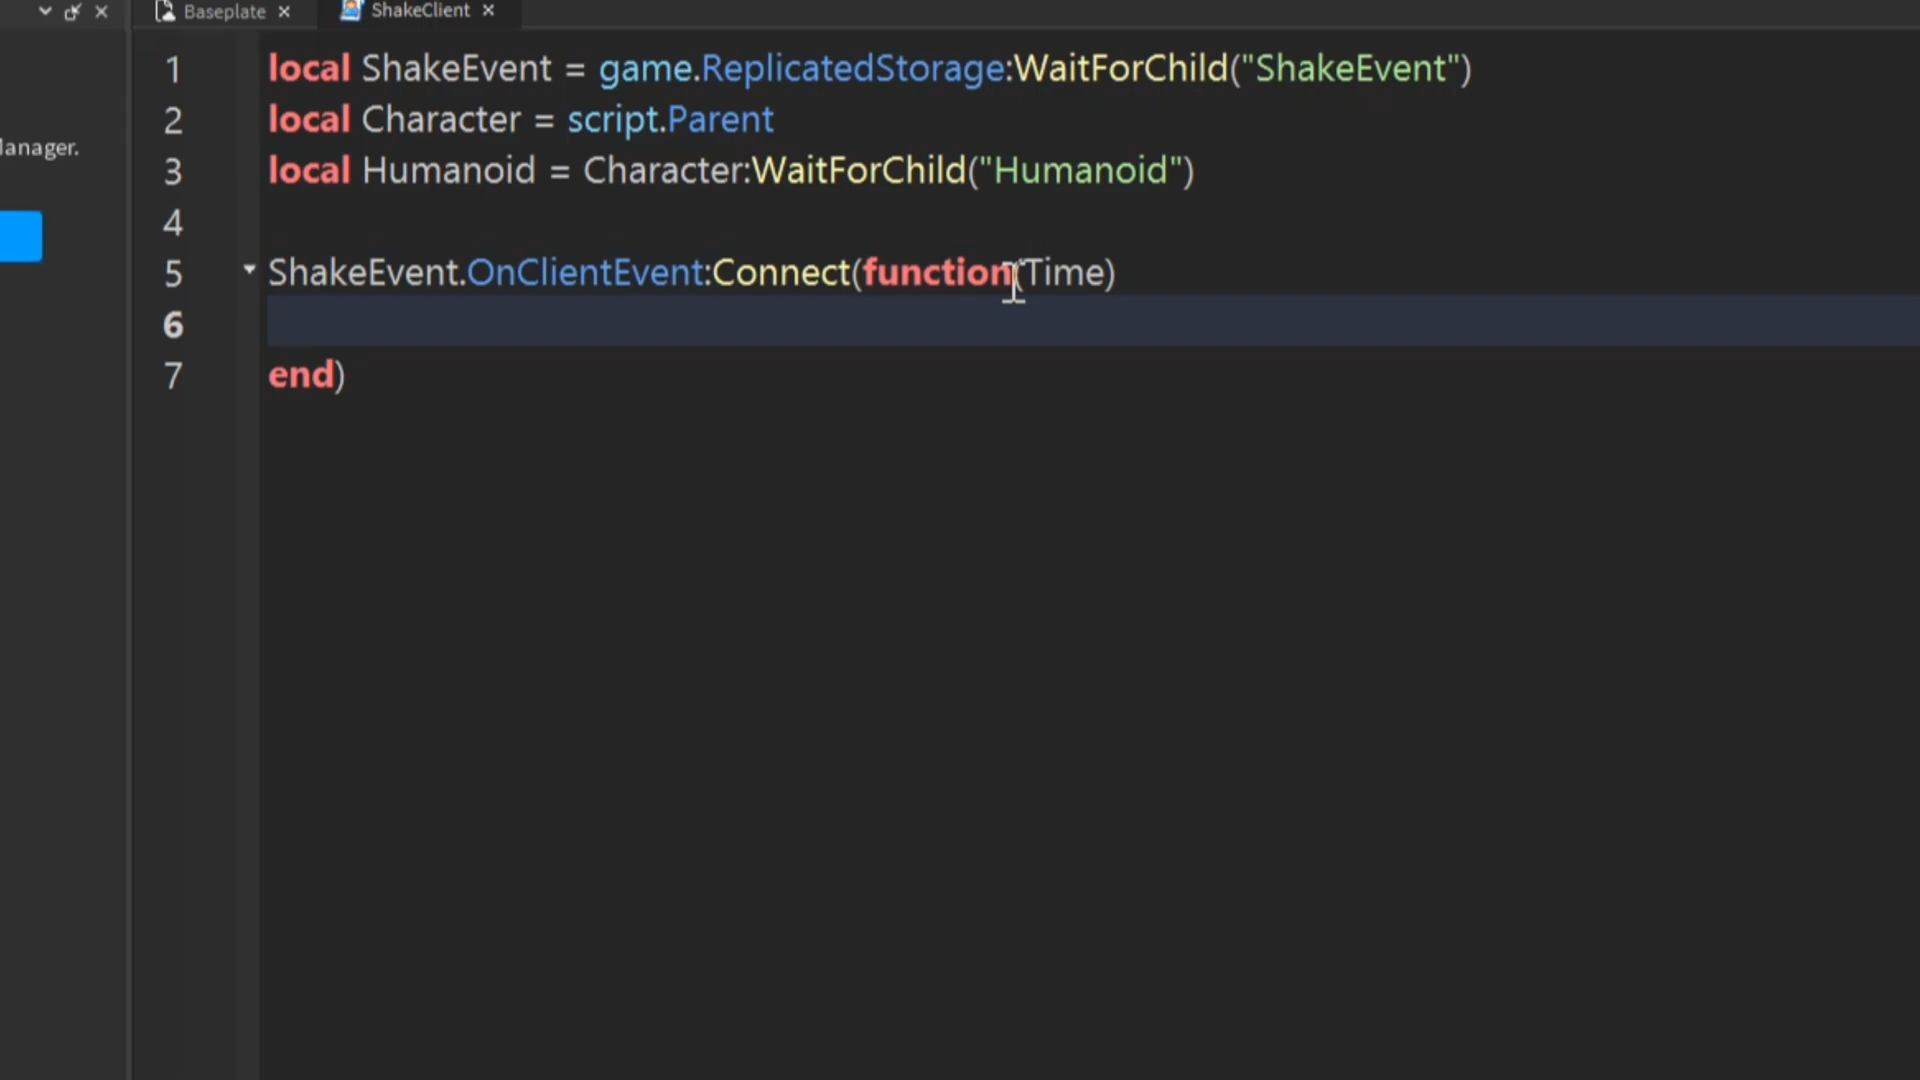 Baseplate ShakeClient
anager.
1 local ShakeEvent = game.ReplicatedStorage:WaitForChild("ShakeEvent")
2 local Character = script.Parent
3 local Humanoid = Character:WaitForChild("Humanoid")
4
5 ShakeEvent.OnClientEvent:Connect(function(Time)
6
7 end)